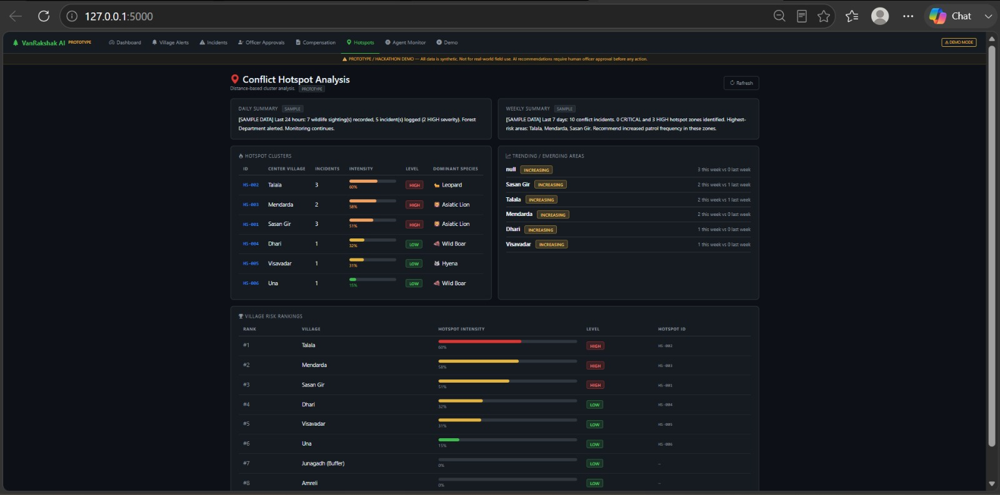 127.0.0.1:5000
Chat
VanRakshak AI PROTOTYPE Dashboard Village Alerts Incidents Officer Approvals Compensation Hotspots Agent Monitor Demo DEMO MODE
PROTOTYPE / HACKATHON DEMO — All data is synthetic. Not for real-world field use. AI recommendations require human officer approval before any action.
Conflict Hotspot Analysis
Distance-based cluster analysis. PROTOTYPE
Refresh
DAILY SUMMARY SAMPLE
[SAMPLE DATA] Last 24 hours: 7 wildlife sighting(s) recorded, 5 incident(s) logged (2 HIGH severity). Forest
Department alerted. Monitoring continues.
WEEKLY SUMMARY SAMPLE
[SAMPLE DATA] Last 7 days: 10 conflict incidents. 0 CRITICAL and 3 HIGH hotspot zones identified. Highest-
risk areas: Talala, Mendarda, Sasan Gir. Recommend increased patrol frequency in these zones.
HOTSPOT CLUSTERS
ID CENTER VILLAGE INCIDENTS INTENSITY LEVEL DOMINANT SPECIES
HS-002 Talala 3 60% HIGH Leopard
HS-003 Mendarda 2 58% HIGH Asiatic Lion
HS-001 Sasan Gir 3 51% HIGH Asiatic Lion
HS-004 Dhari 1 32% LOW Wild Boar
HS-005 Visavadar 1 31% LOW Hyena
HS-006 Una 1 15% LOW Wild Boar
TRENDING / EMERGING AREAS
null INCREASING 3 this week vs 0 last week
Sasan Gir INCREASING 2 this week vs 1 last week
Talala INCREASING 2 this week vs 1 last week
Mendarda INCREASING 2 this week vs 0 last week
Dhari INCREASING 1 this week vs 0 last week
Visavadar INCREASING 1 this week vs 0 last week
VILLAGE RISK RANKINGS
RANK VILLAGE HOTSPOT INTENSITY LEVEL HOTSPOT ID
#1 Talala 60% HIGH HS-002
#2 Mendarda 58% HIGH HS-003
#3 Sasan Gir 51% HIGH HS-001
#4 Dhari 32% LOW HS-004
#5 Visavadar 31% LOW HS-005
#6 Una 15% LOW HS-006
#7 Junagadh (Buffer) 0% LOW –
#8 Amreli 0% LOW –